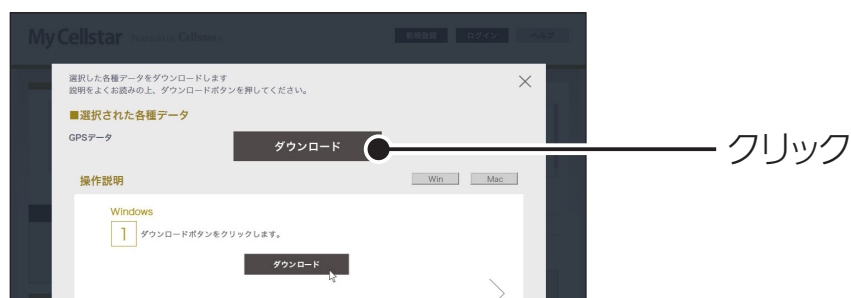 My Cellstar Presented by Cellstar
新規登録 ログイン ヘルプ
選択した各種データをダウンロードします
説明をよくお読みの上、ダウンロードボタンを押してください。
■選択された各種データ
GPSデータ
ダウンロード
クリック
操作説明
Win Mac
Windows
1 ダウンロードボタンをクリックします。
ダウンロード